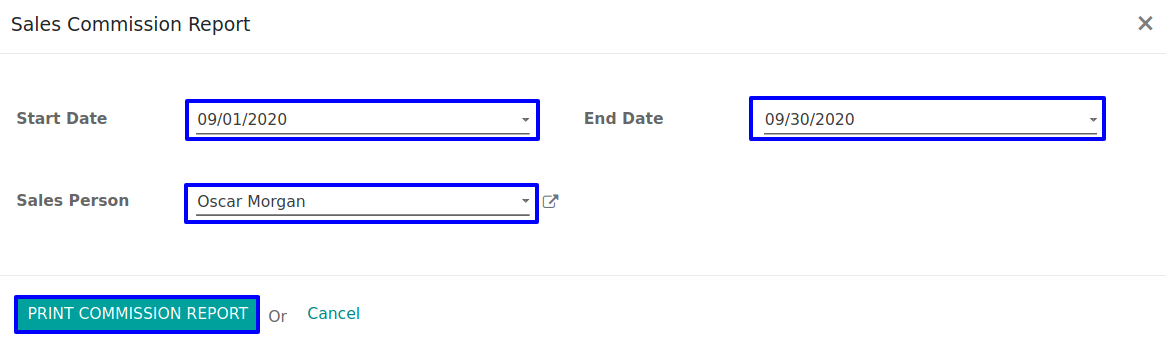 Sales Commission Report
Start Date 09/01/2020 End Date 09/30/2020
Sales Person Oscar Morgan
PRINT COMMISSION REPORT Or Cancel